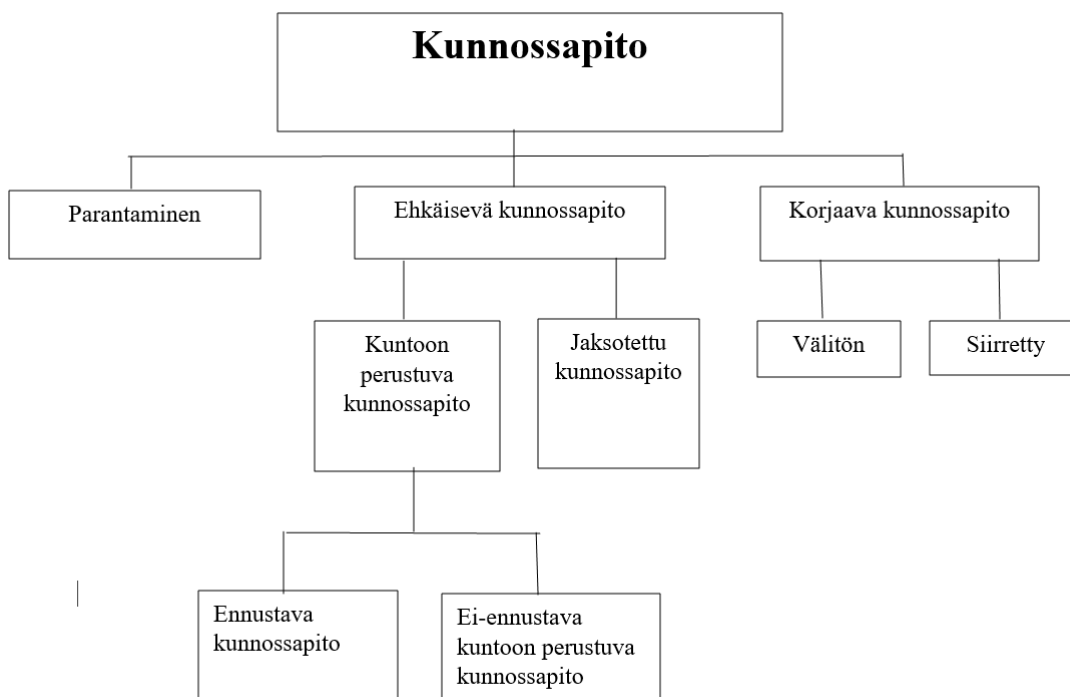 Kunnossapito
Parantaminen
Ehkäisevä kunnossapito
Korjaava kunnossapito
Kuntoon
perustuva
kunnossapito
Jaksotettu
kunnossapito
Välitön
Siirretty
Ennustava
kunnossapito
Ei-ennustava
kuntoon perustuva
kunnossapito